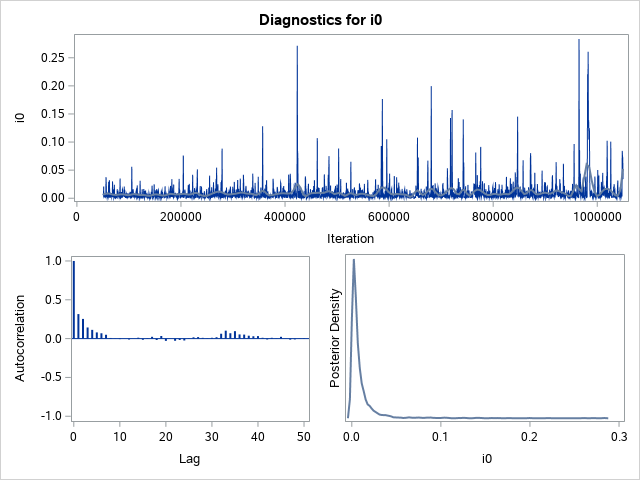 Diagnostics for i0
i0
0.25
0.20
0.15
0.10
0.05
0.00
0 200000 400000 600000 800000 1000000
Iteration
Autocorrelation
1.0
0.5
0.0
-0.5
-1.0
0 10 20 30 40 50
Lag
Posterior Density
0.0 0.1 0.2 0.3
i0